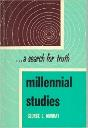 ...a search for truth
millennial
studies
GEORGE L. MURRAY